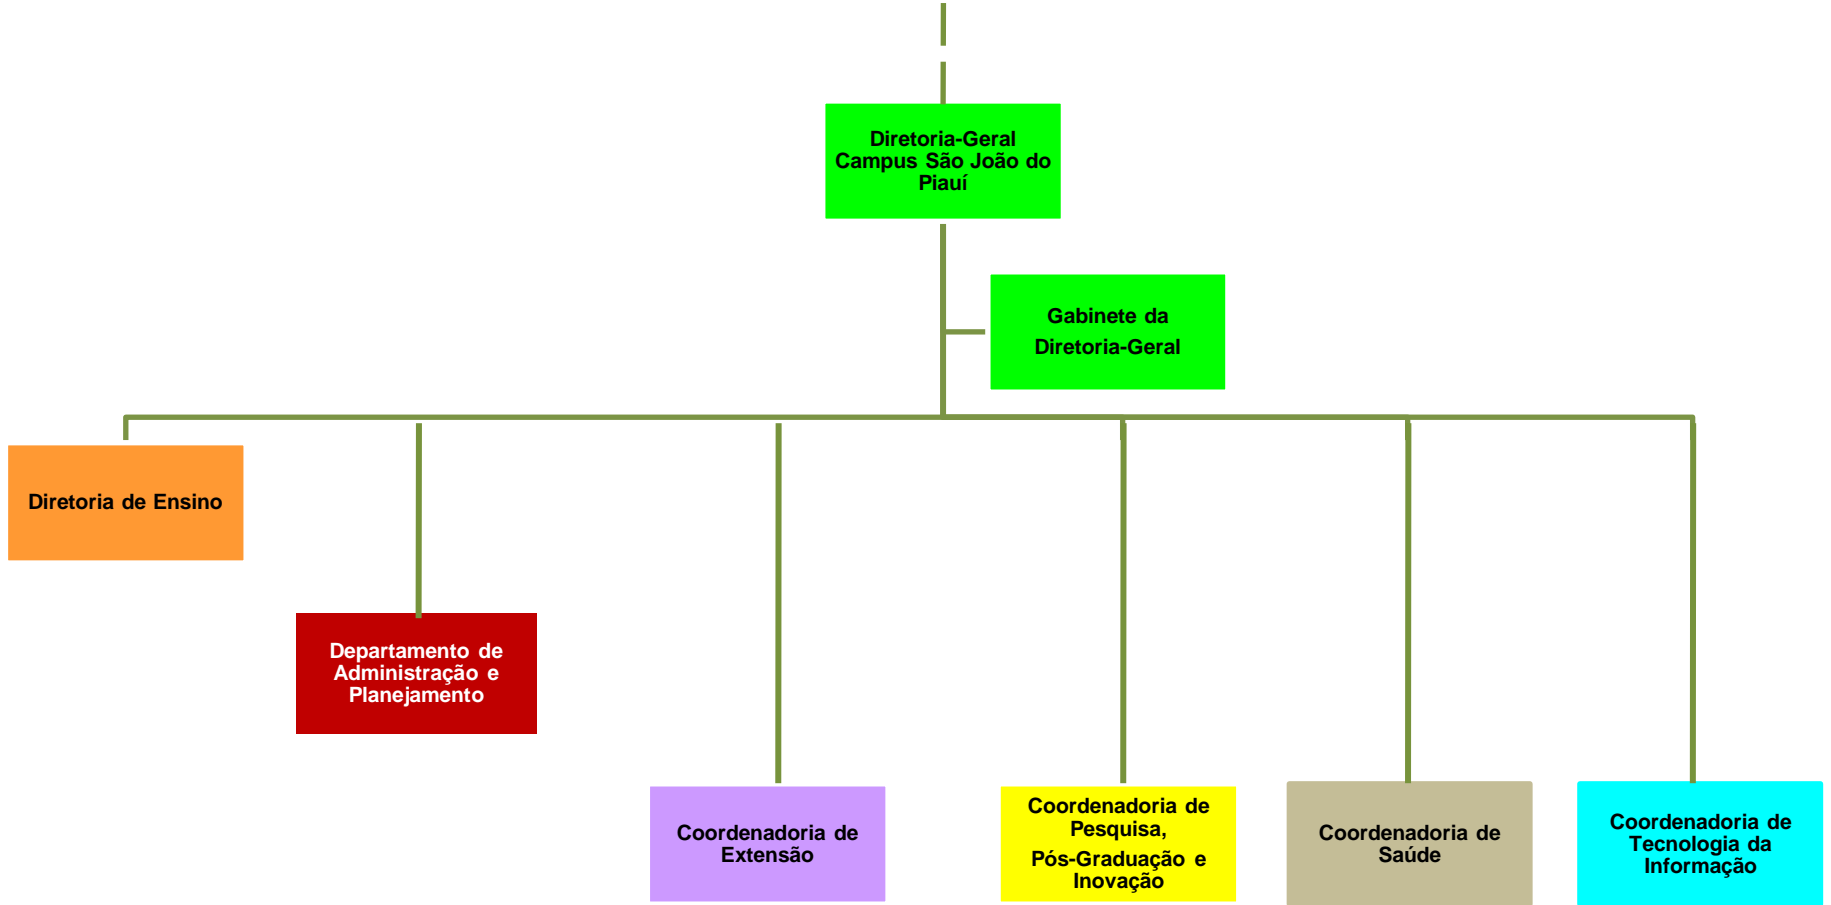 Diretoria-Geral
Campus São João do
Piauí
Gabinete da
Diretoria-Geral
Diretoria de Ensino
Departamento de
Administração e
Planejamento
Coordenadoria de
Extensão
Coordenadoria de
Pesquisa,
Pós-Graduação e
Inovação
Coordenadoria de
Saúde
Coordenadoria de
Tecnologia da
Informação